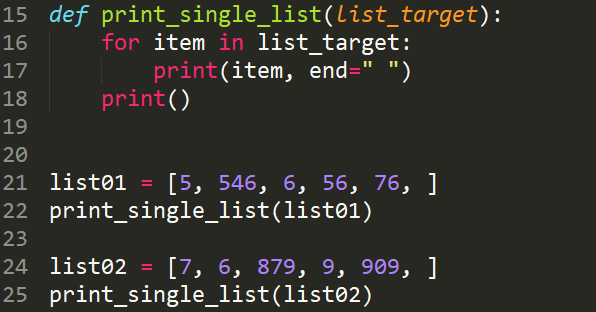 15 def print_single_list(list_target):
16     for item in list_target:
17         print(item, end=" ")
18     print()
19
20
21 list01 = [5, 546, 6, 56, 76, ]
22 print_single_list(list01)
23
24 list02 = [7, 6, 879, 9, 909, ]
25 print_single_list(list02)